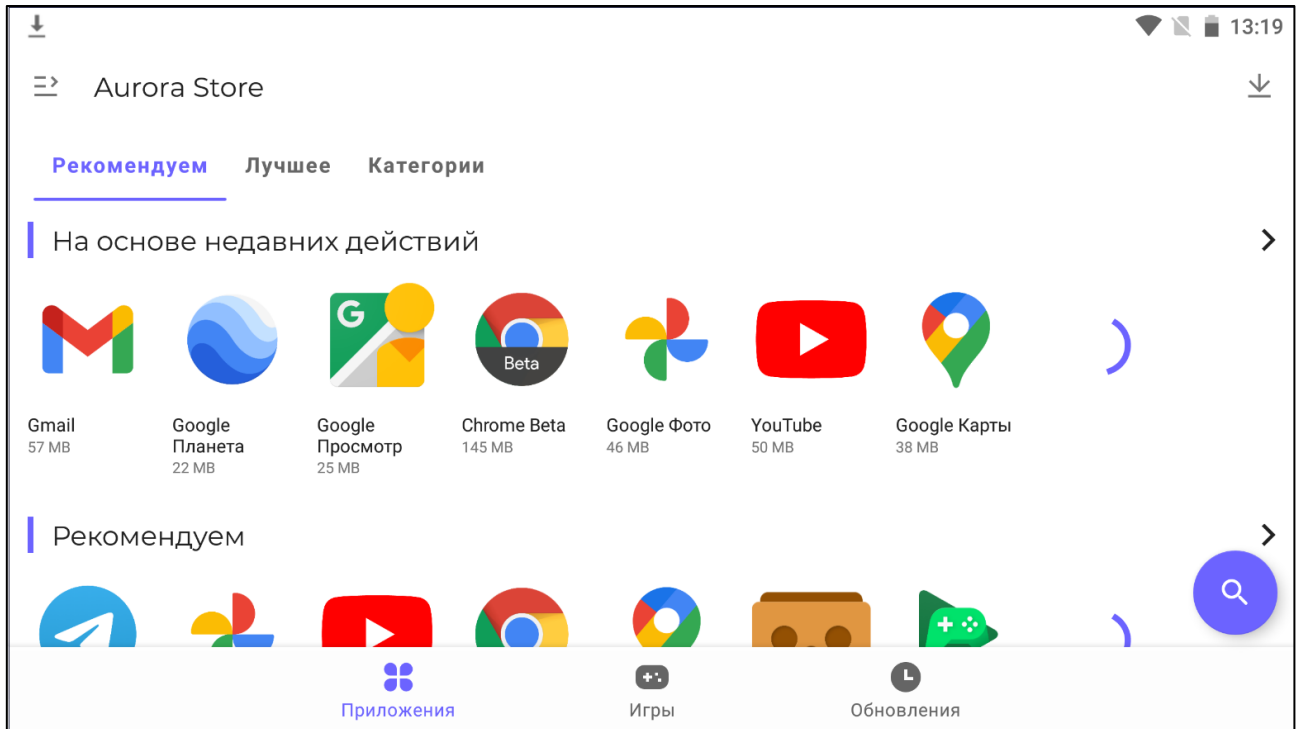 13:19
Aurora Store
Рекомендуем Лучшее Категории
На основе недавних действий
G
Beta
Gmail
57 MB
Google
Планета
22 MB
Google
Просмотр
25 MB
Chrome Beta
145 MB
Google Фото
46 MB
YouTube
50 MB
Google Карты
38 MB
Рекомендуем
Приложения Игры Обновления